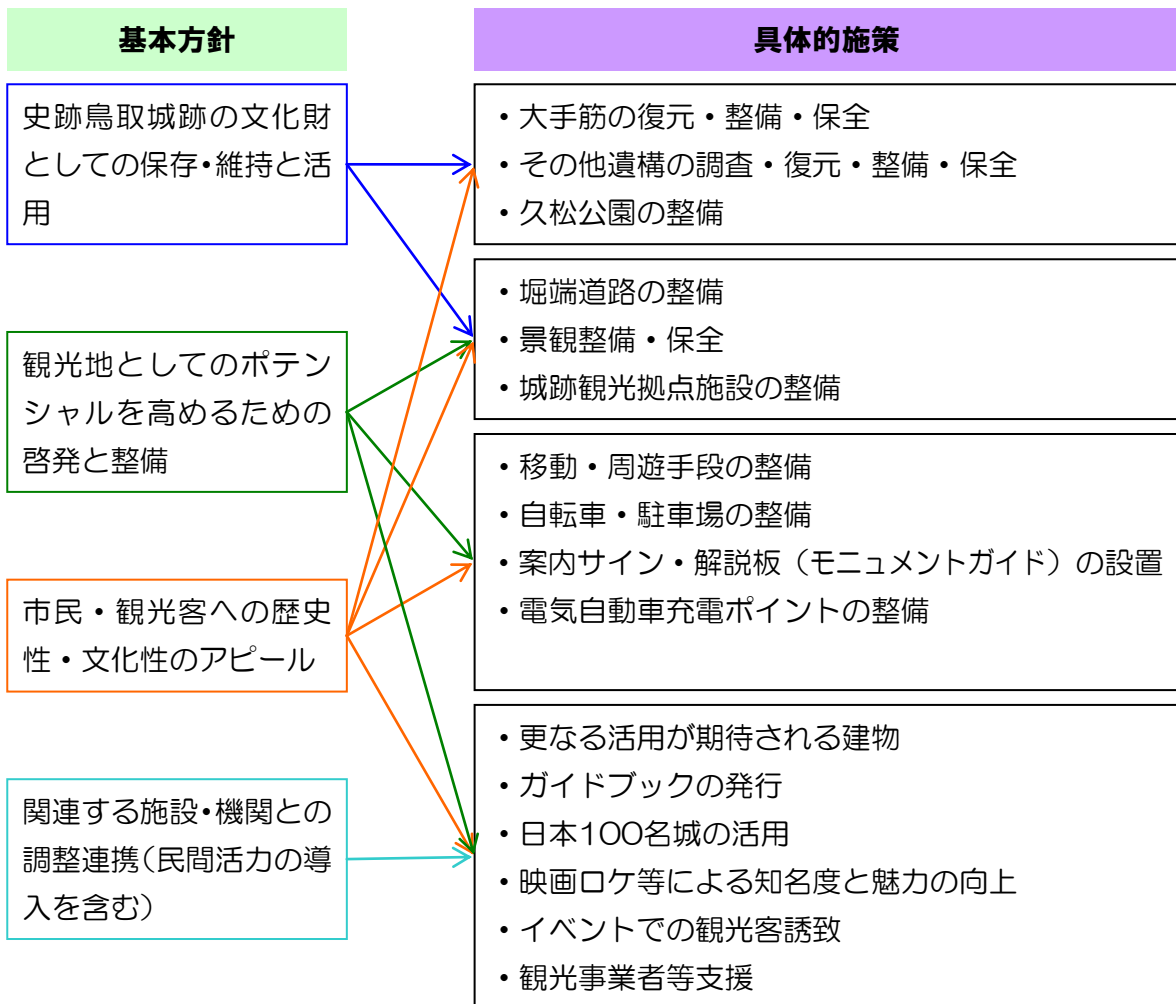 基本方針
具体的施策
史跡鳥取城跡の文化財
としての保存・維持と活
用
観光地としてのポテン
シャルを高めるための
啓発と整備
市民・観光客への歴史
性・文化性のアピール
関連する施設・機関との
調整連携(民間活力の導
入を含む)
・大手筋の復元・整備・保全
・その他遺構の調査・復元・整備・保全
・久松公園の整備
・堀端道路の整備
・景観整備・保全
・城跡観光拠点施設の整備
・移動・周遊手段の整備
・自転車・駐車場の整備
・案内サイン・解説板(モニュメントガイド)の設置
・電気自動車充電ポイントの整備
・更なる活用が期待される建物
・ガイドブックの発行
・日本100名城の活用
・映画ロケ等による知名度と魅力の向上
・イベントでの観光客誘致
・観光事業者等支援